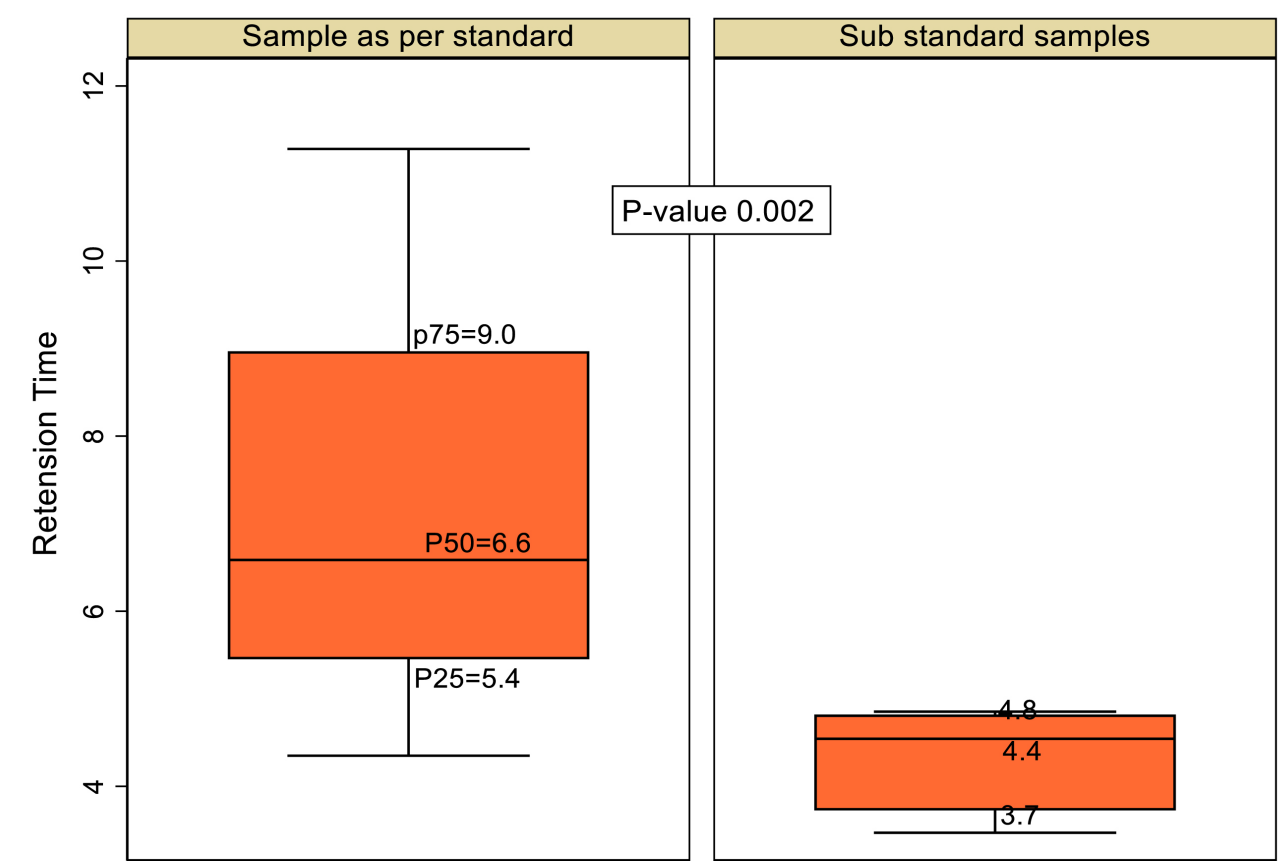 Sample as per standard
Sub standard samples
12
10
8
6
4
Retension Time
P-value 0.002
p75=9.0
P50=6.6
P25=5.4
4.8
4.4
3.7